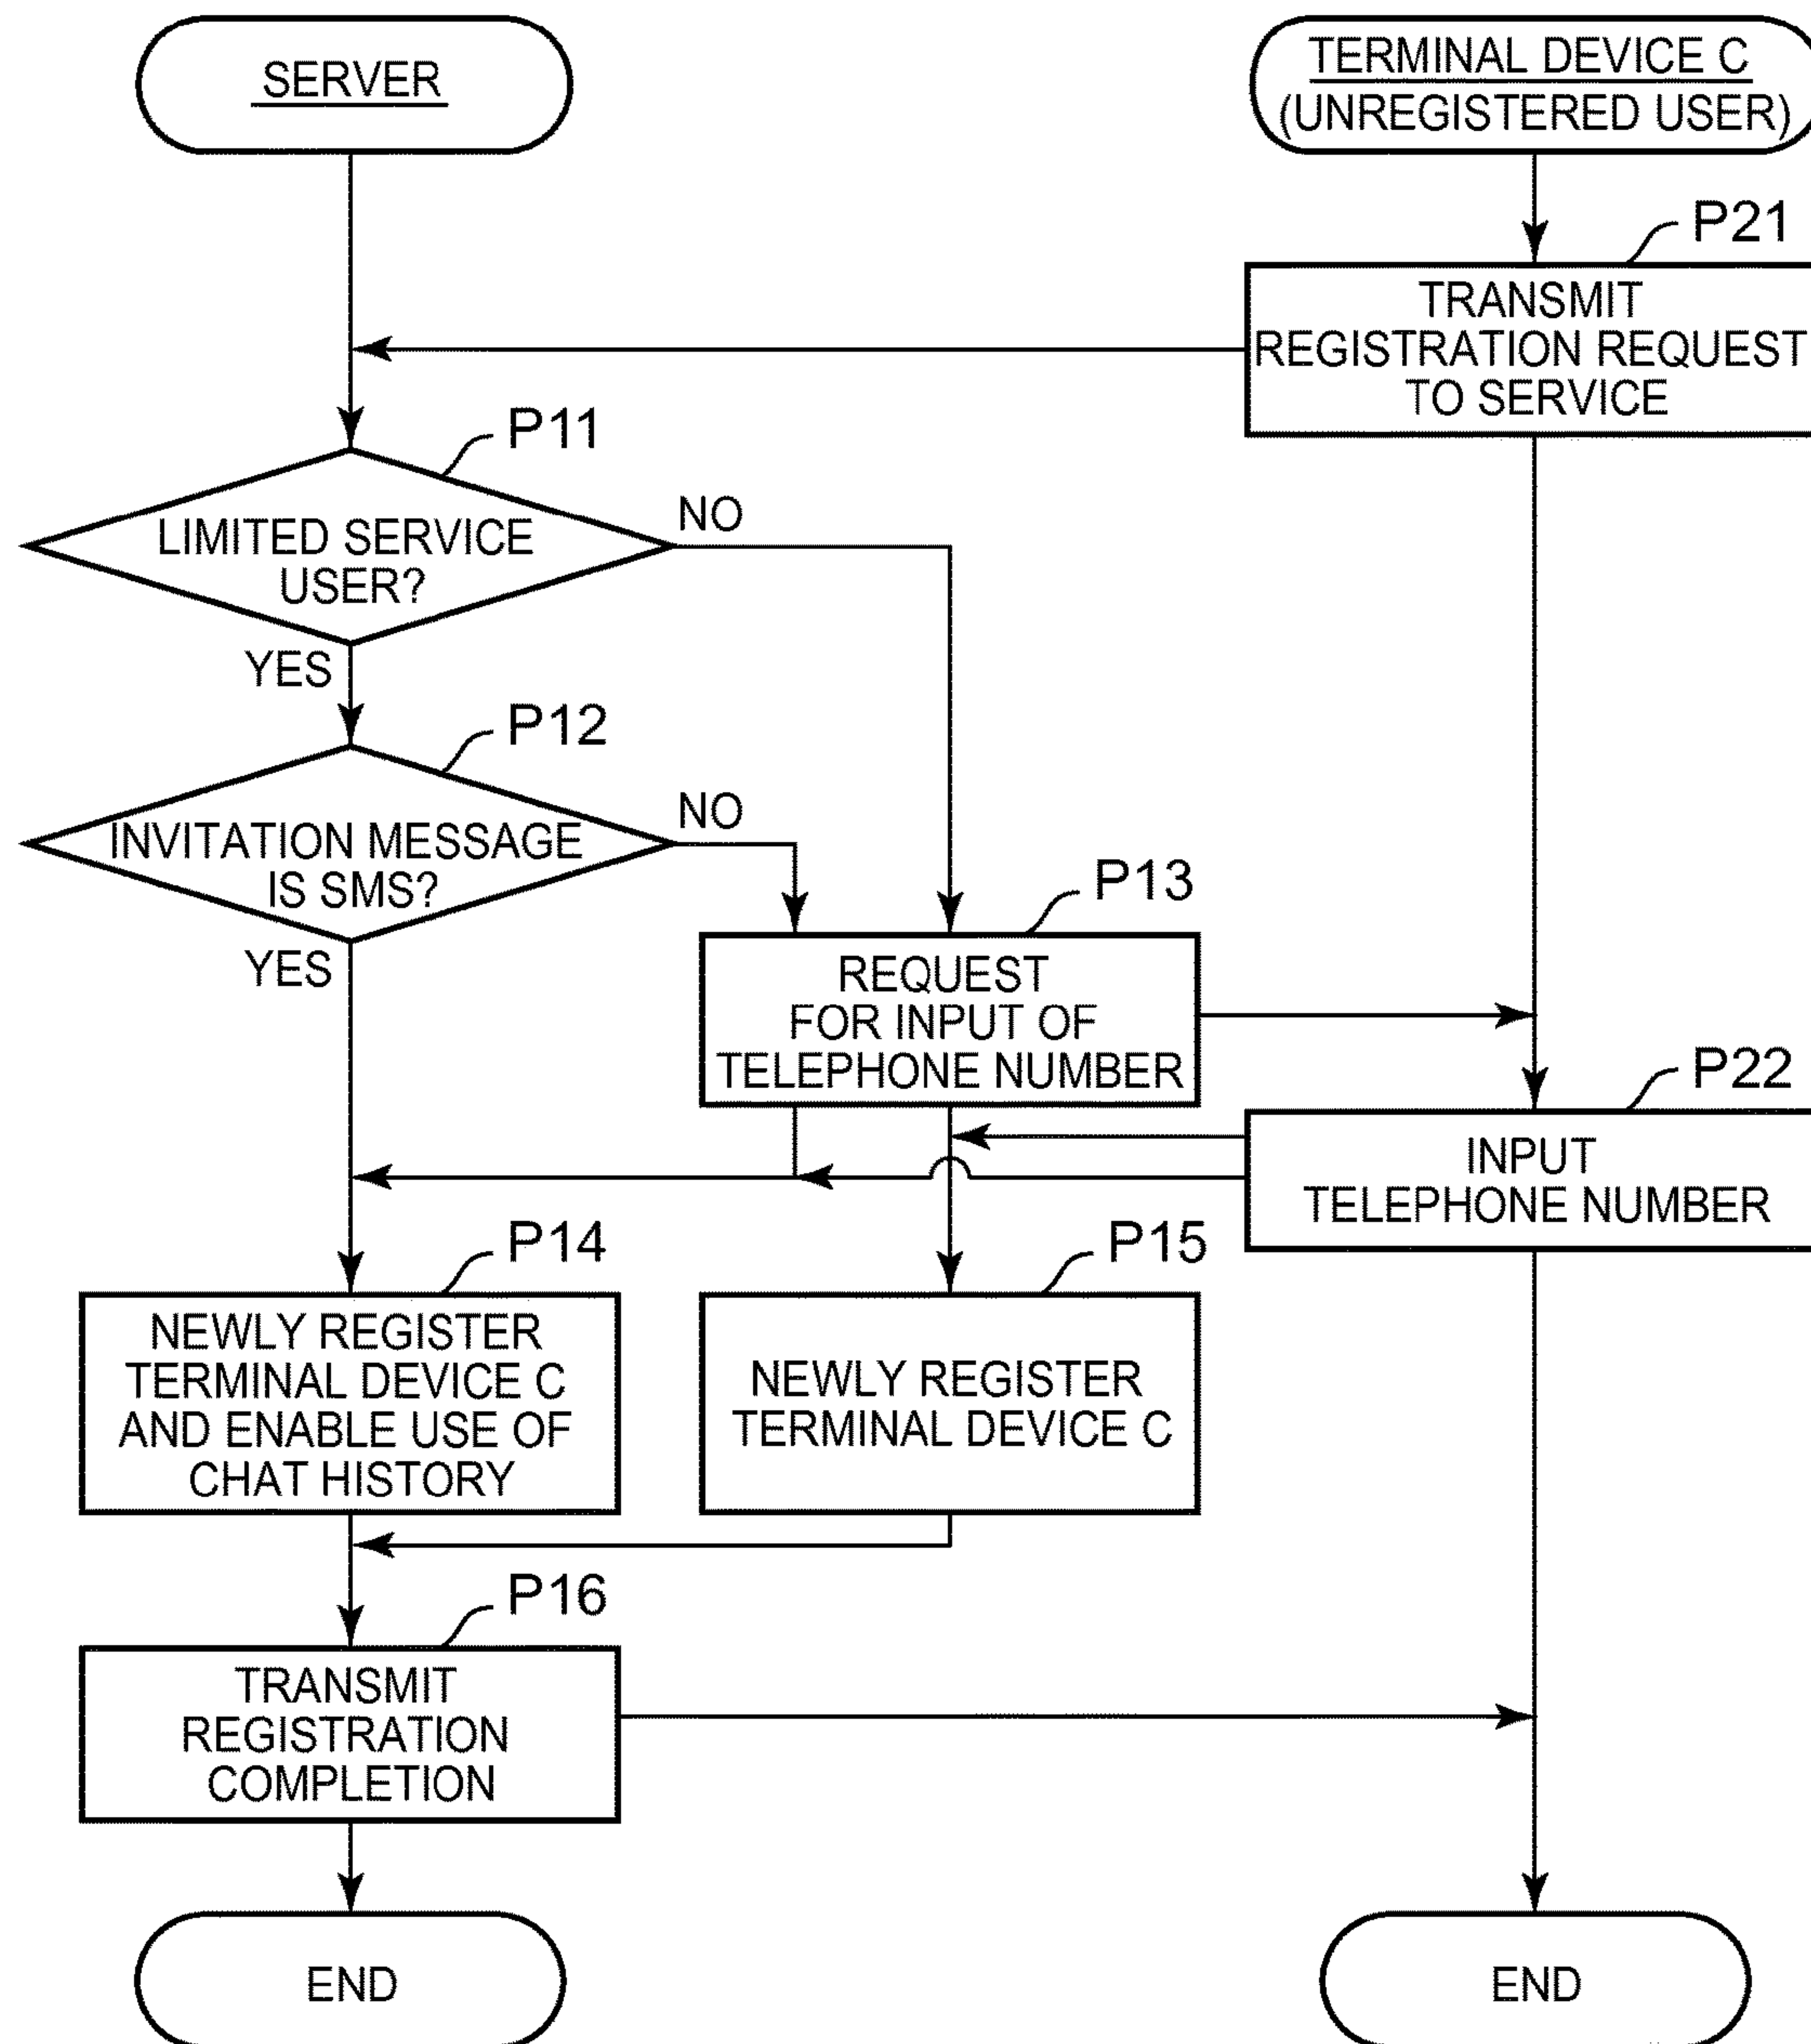 SERVER
TERMINAL DEVICE C
(UNREGISTERED USER)
P21
TRANSMIT
REGISTRATION REQUEST
TO SERVICE
P11
LIMITED SERVICE
USER?
NO
YES
P12
INVITATION MESSAGE
IS SMS?
NO
YES
P13
REQUEST
FOR INPUT OF
TELEPHONE NUMBER
P22
INPUT
TELEPHONE NUMBER
P14
NEWLY REGISTER
TERMINAL DEVICE C
AND ENABLE USE OF
CHAT HISTORY
P15
NEWLY REGISTER
TERMINAL DEVICE C
P16
TRANSMIT
REGISTRATION
COMPLETION
END
END